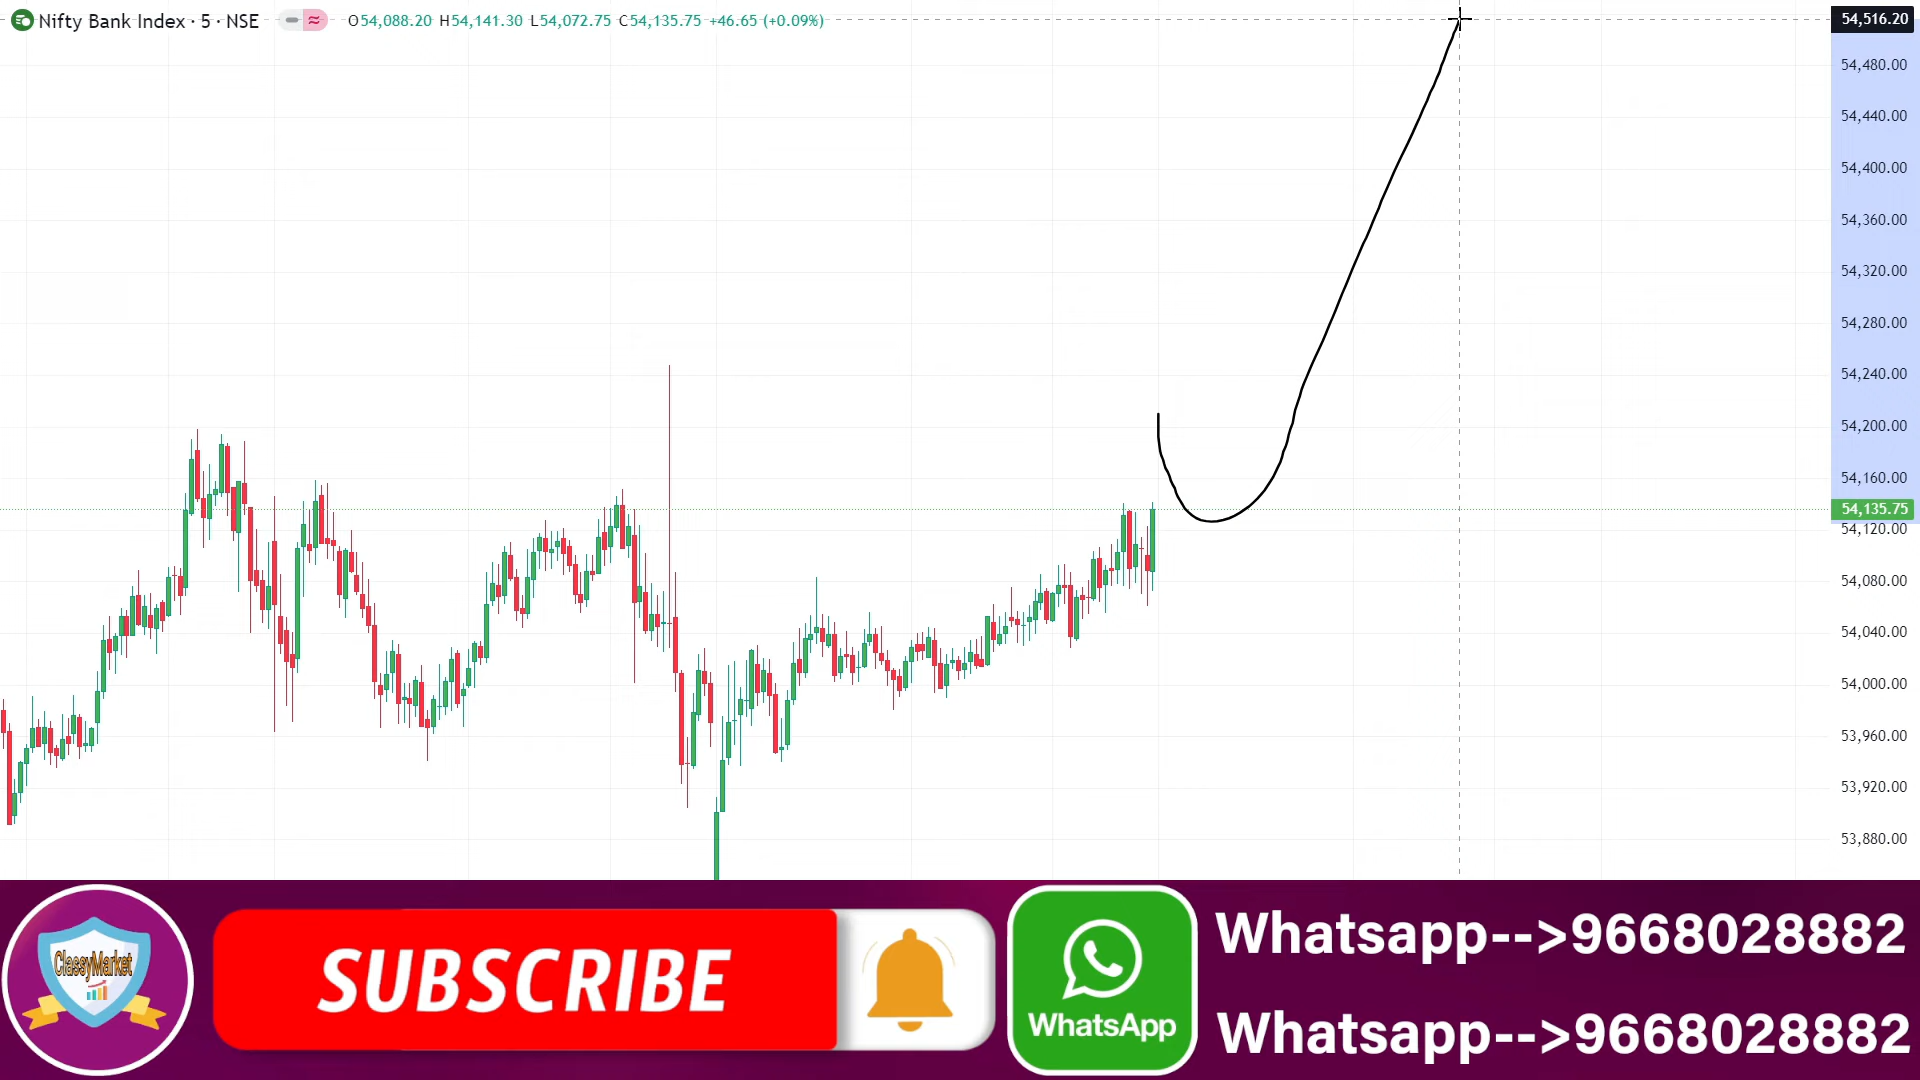 Nifty Bank Index · 5 · NSE
O54,088.20 H54,141.30 L54,072.75 C54,135.75 +46.65 (+0.09%)
54,516.20
54,480.00
54,440.00
54,400.00
54,360.00
54,320.00
54,280.00
54,240.00
54,200.00
54,160.00
54,135.75
54,120.00
54,080.00
54,040.00
54,000.00
53,960.00
53,920.00
53,880.00
ClassyMarket
SUBSCRIBE
WhatsApp
Whatsapp-->9668028882
Whatsapp-->9668028882